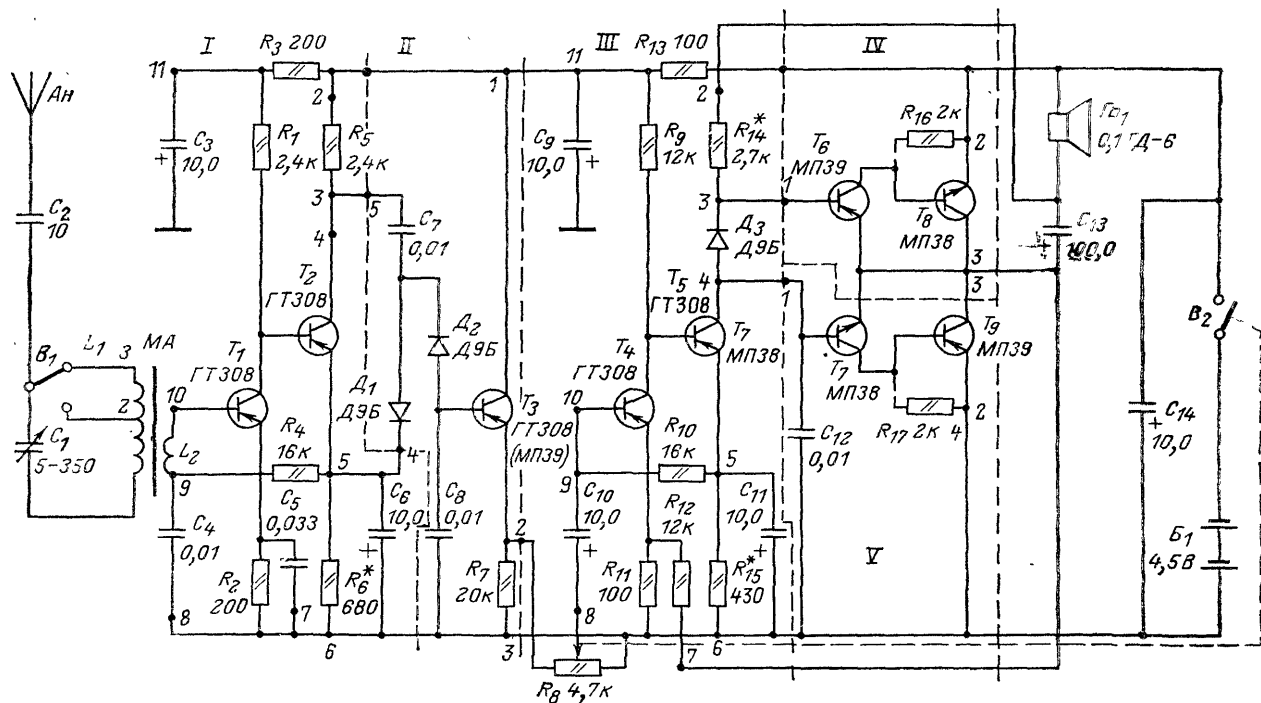 I
II
III
IV
V
Ан
C2
10
B1
L1
3
MA
2
C1
5-350
10
L2
9
C4
0,01
8
11
C3
+
10,0
R3 200
R1
2,4к
2
R5
2,4к
3
5
4
T2
ГТ308
T1
ГТ308
R4
16к
5
C5
0,033
C6
10,0
+
R2
200
7
R6*
680
6
C7
0,01
Д2
Д9Б
Д1
Д9Б
4
C8
0,01
1
T3
ГТ308
(МП39)
2
R7
20к
3
R8 4,7к
11
C9
10,0
+
R13 100
R9
12к
2
R14*
2,7к
3
Д3
Д9Б
4
T5
ГТ308
T7
МП38
T4
ГТ308
10
R10
16к
5
9
C10
10,0
+
R12
12к
C11
10,0
+
8
R11
100
R15*
430
7
6
1
T6
МП39
R16 2к
2
T8
МП38
3
3
1
T7
МП38
T9
МП39
R17 2к
2
4
C12
0,01
Гр1
0,1 ГД-6
C13
100,0
C14
+
10,0
B2
Б1
4,5В